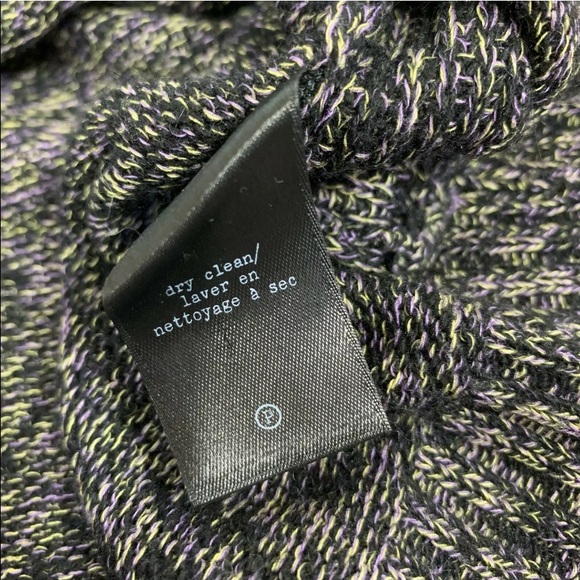 dry clean/
laver en
nettoyage à sec
P